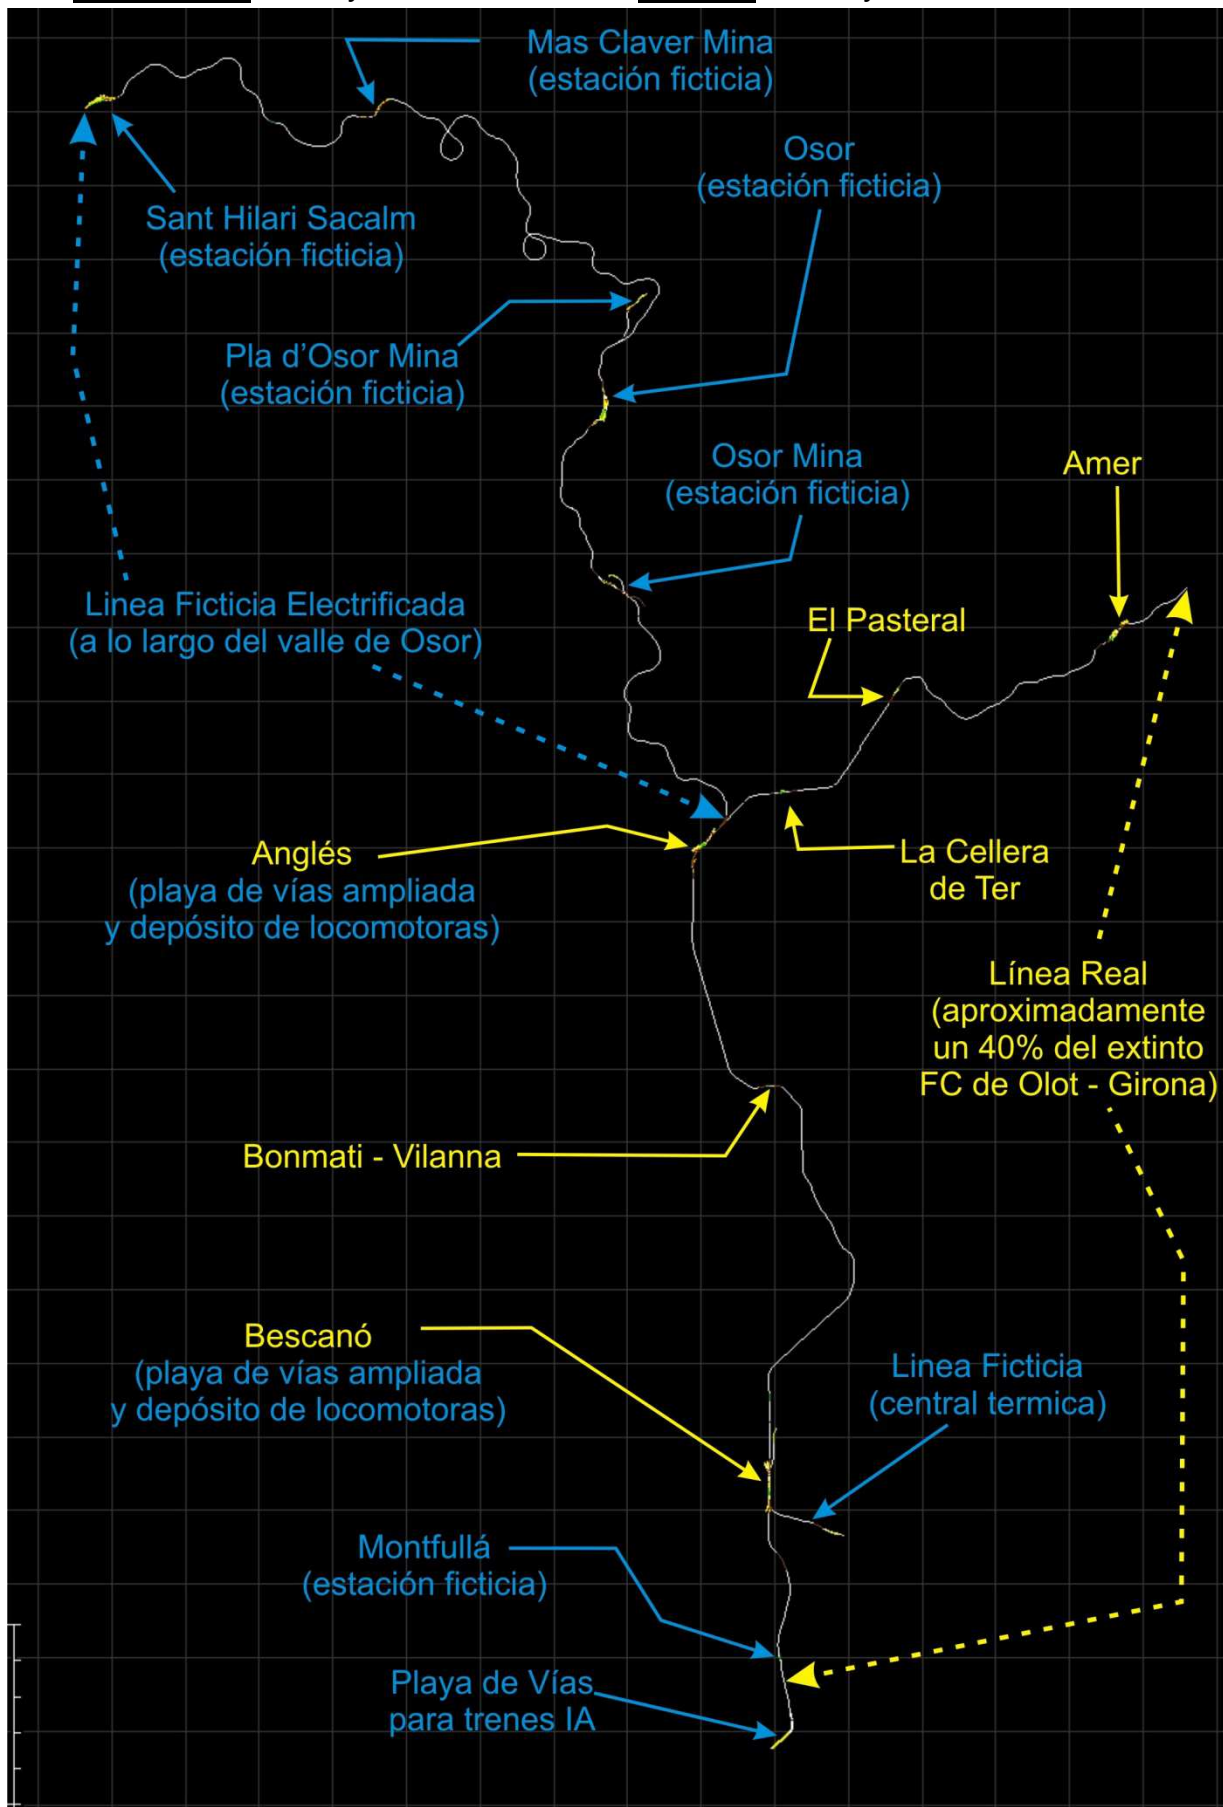 Mas Claver Mina
(estación ficticia)
Osor
(estación ficticia)
Sant Hilari Sacalm
(estación ficticia)
Pla d'Osor Mina
(estación ficticia)
Osor Mina
(estación ficticia)
Amer
Linea Ficticia Electrificada
(a lo largo del valle de Osor)
El Pasteral
Anglés
(playa de vías ampliada
y depósito de locomotoras)
La Cellera
de Ter
Línea Real
(aproximadamente
un 40% del extinto
FC de Olot - Girona)
Bonmati - Vilanna
Bescanó
(playa de vías ampliada
y depósito de locomotoras)
Linea Ficticia
(central termica)
Montfullá
(estación ficticia)
Playa de Vías
para trenes IA